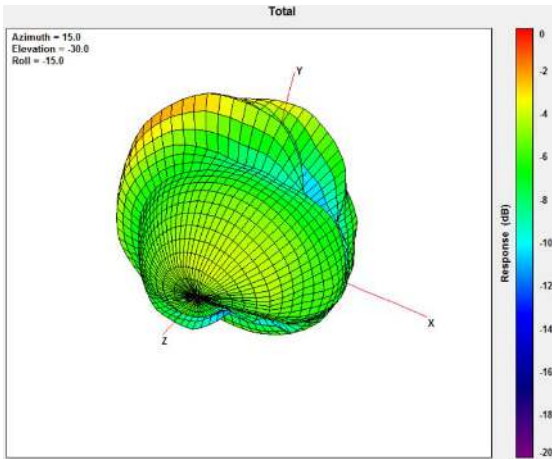 Total
Azimuth = 15.0
Elevation = -30.0
Roll = -15.0
Y
X
Z
0
-2
-4
-6
-8
-10
-12
-14
-16
-18
-20
Response (dB)